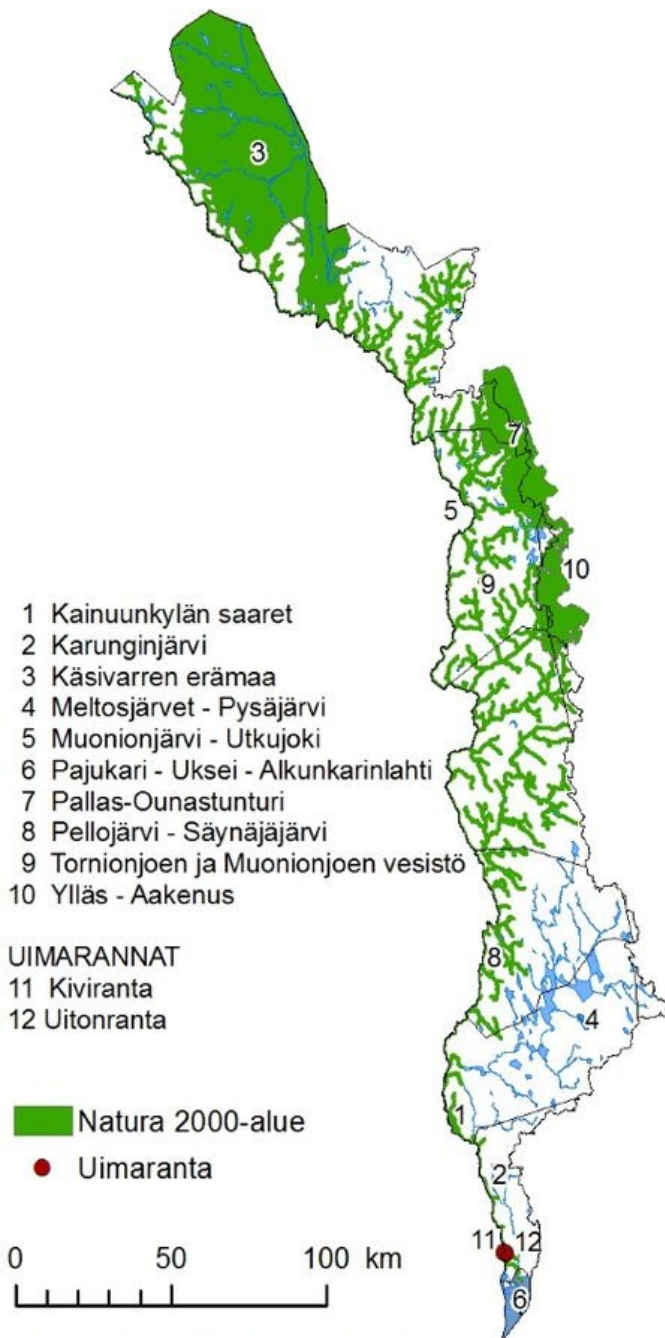 3
7
5
10
9
1 Kainuunkylän saaret
2 Karunginjärvi
3 Käsivarren erämaa
4 Meltosjärvet - Pysäjärvi
5 Muonionjärvi - Utkujoki
6 Pajukari - Uksei - Alkunkarinlahti
7 Pallas-Ounastunturi
8 Pellojärvi - Säynäjäjärvi
9 Tornionjoen ja Muonionjoen vesistö
10 Ylläs - Aakenus
8
UIMARANNAT
11 Kiviranta
12 Uitonranta
4
1
Natura 2000-alue
Uimaranta
2
11 12
0 50 100 km
6